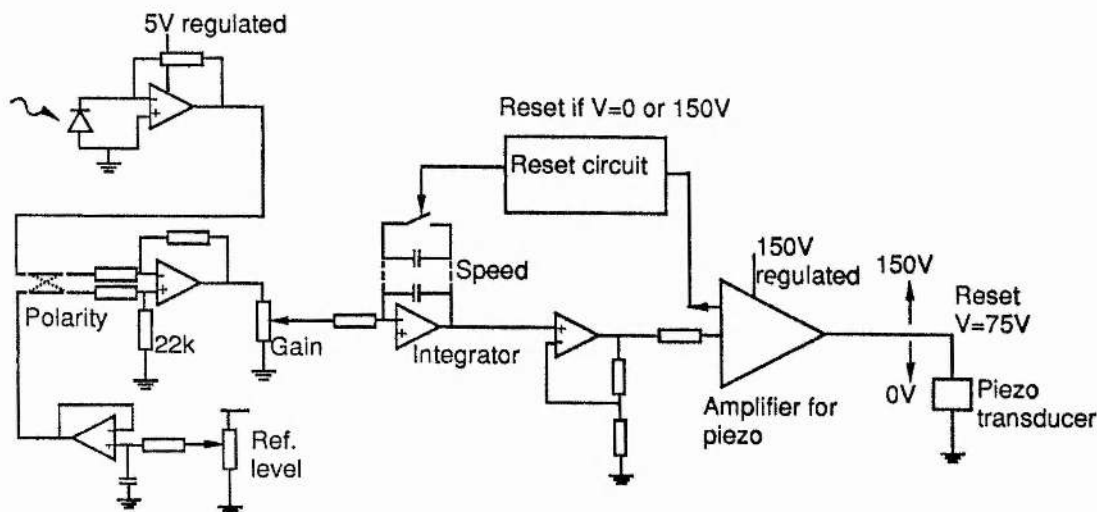 5V regulated
Reset if V=0 or 150V
Reset circuit
Speed
150V
regulated
150V
Reset
V=75V
Polarity
22k
Gain
Integrator
0V
Piezo
transducer
Amplifier for
piezo
Ref.
level